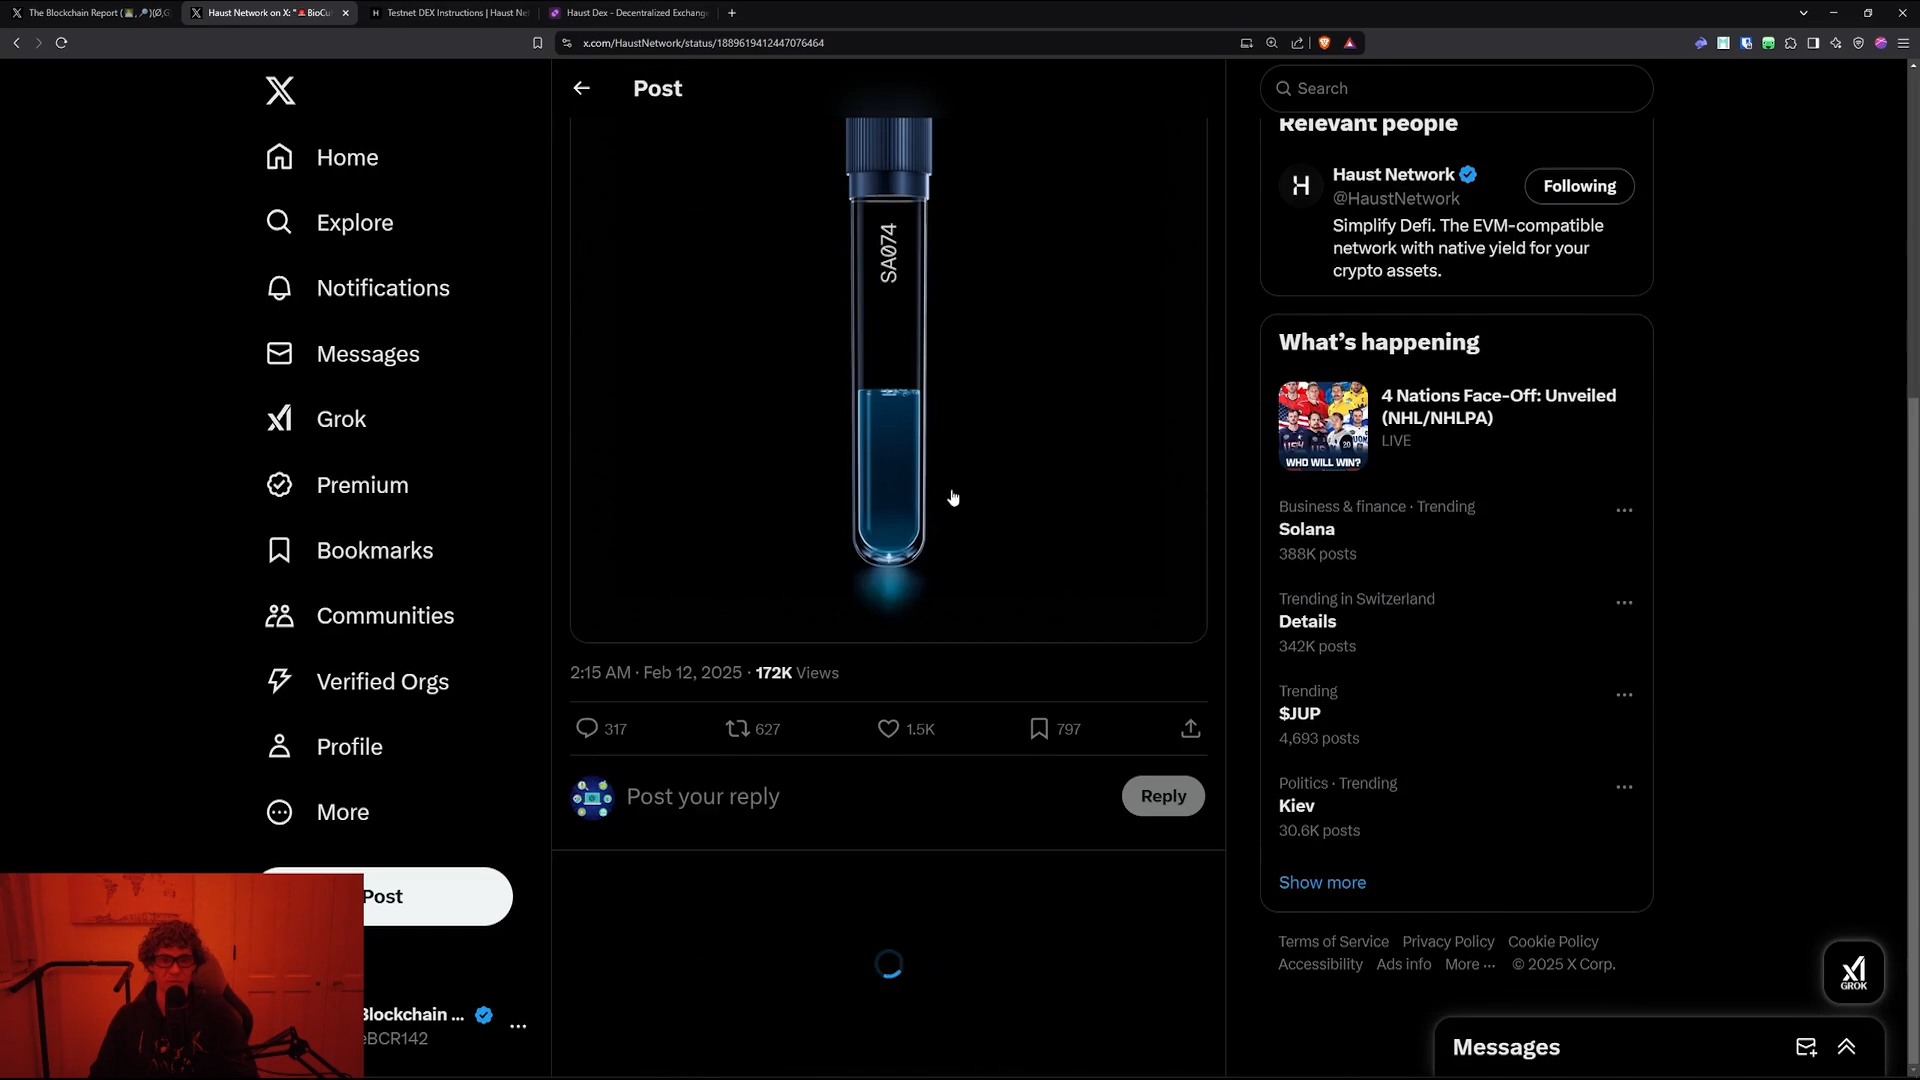 The Blockchain Report (
Haust Network on X: "🚨BioCu
Testnet DEX Instructions | Haust Net
Haust Dex - Decentralized Exchange
x.com/HaustNetwork/status/1889619412447076464
Post
Search
Home
Explore
Notifications
Messages
Grok
Premium
Bookmarks
Communities
Verified Orgs
Profile
More
Post
Blockchain ...
eBCR142
SA074
2:15 AM · Feb 12, 2025 · 172K Views
317
627
1.5K
797
Post your reply
Reply
Relevant people
Haust Network
@HaustNetwork
Following
Simplify Defi. The EVM-compatible
network with native yield for your
crypto assets.
What's happening
4 Nations Face-Off: Unveiled
(NHL/NHLPA)
LIVE
WHO WILL WIN?
Business & finance · Trending
Solana
388K posts
Trending in Switzerland
Details
342K posts
Trending
$JUP
4,693 posts
Politics · Trending
Kiev
30.6K posts
Show more
Terms of Service Privacy Policy Cookie Policy
Accessibility Ads info More ··· © 2025 X Corp.
GROK
Messages